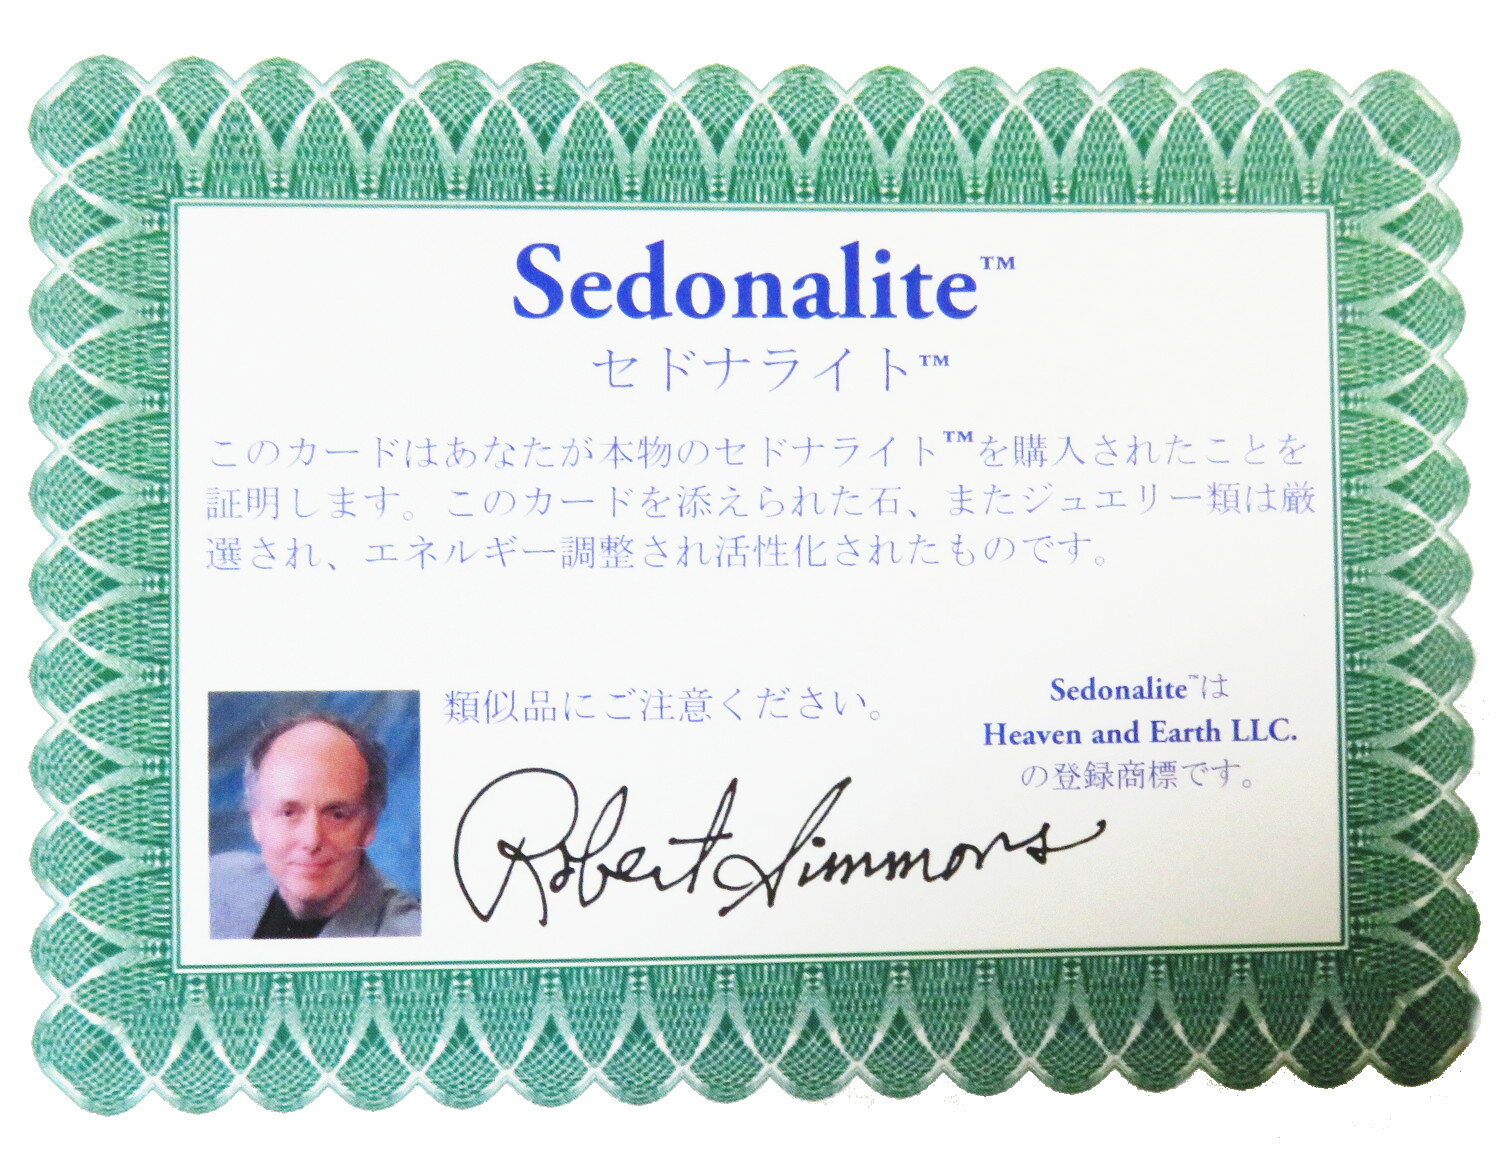 Sedonalite™
セドナライト™
このカードはあなたが本物のセドナライト™を購入されたことを
証明します。このカードを添えられた石、またジュエリー類は厳
選され、エネルギー調整され活性化されたものです。
類似品にご注意ください。
Sedonalite™は
Heaven and Earth LLC.
の登録商標です。
Robert Simmons